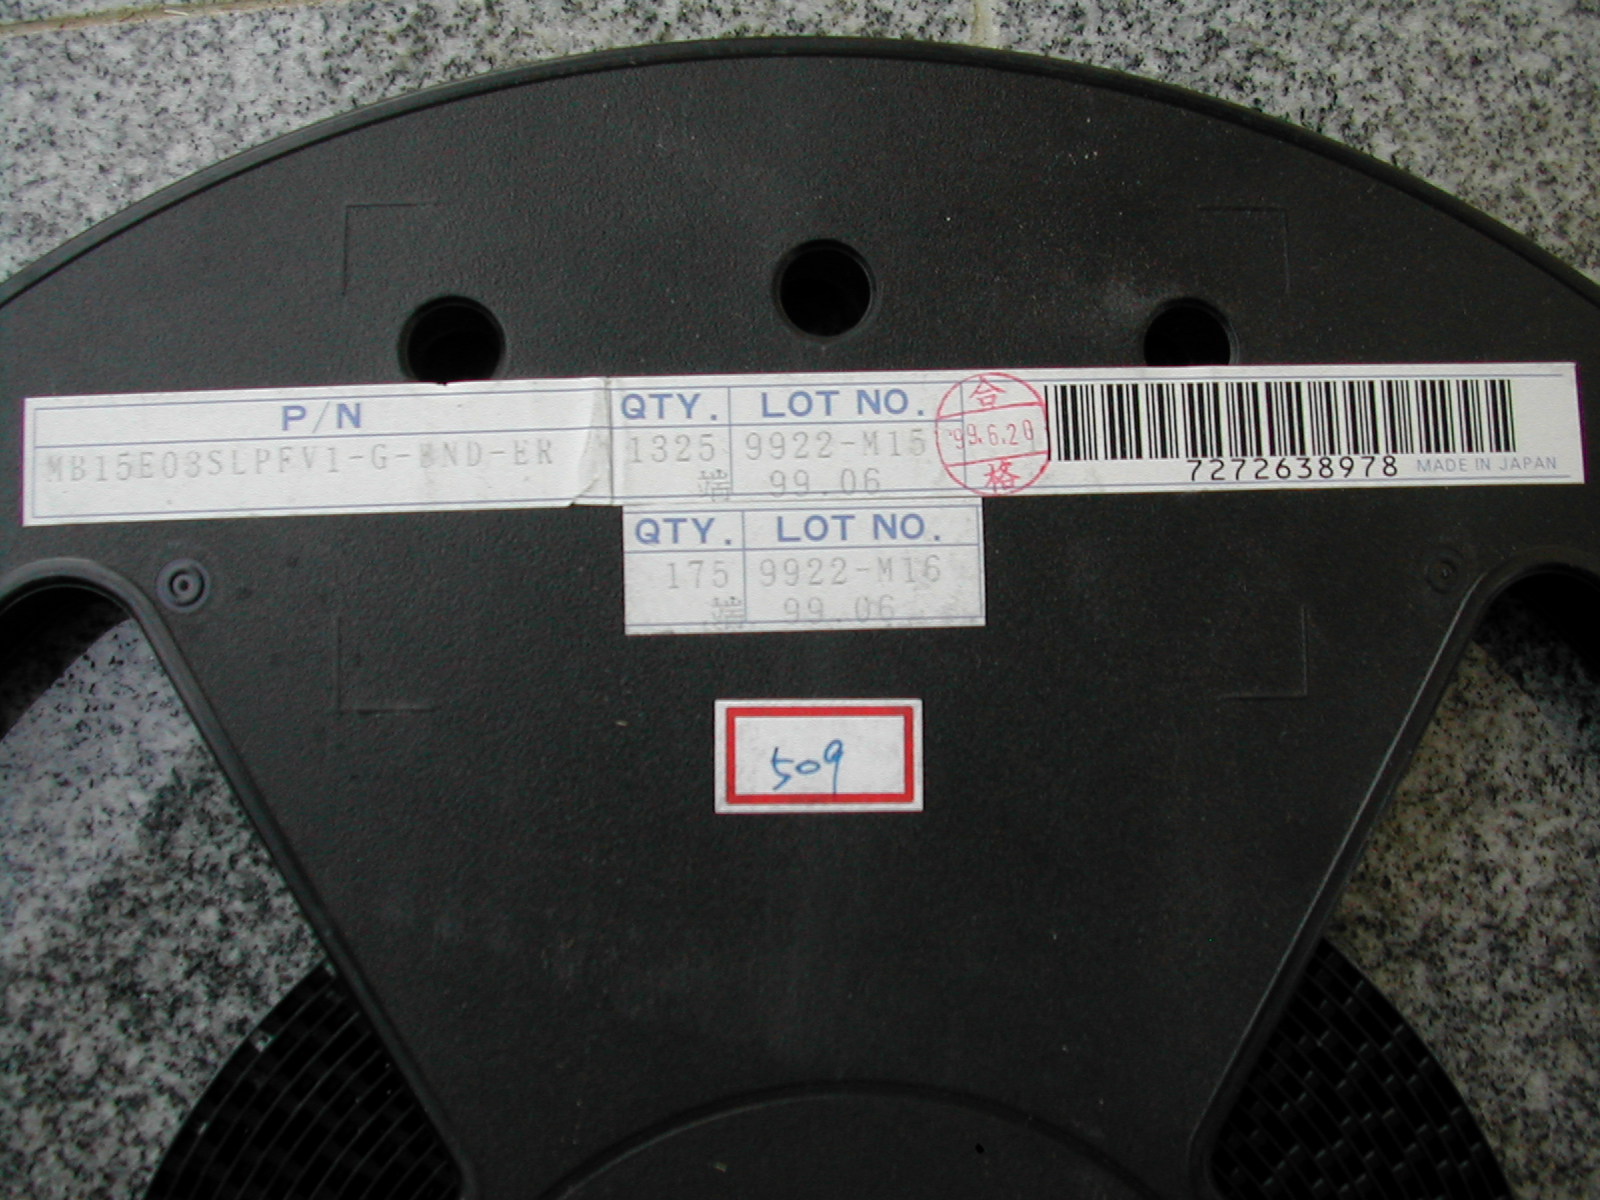 P/N
MB15E03SLPFV1-G-BND-ER
QTY. LOT NO.
1325 9922-M15
99.06
合
'99.6.20
格
7272638978 MADE IN JAPAN
QTY. LOT NO.
175 9922-M16
99.06
509